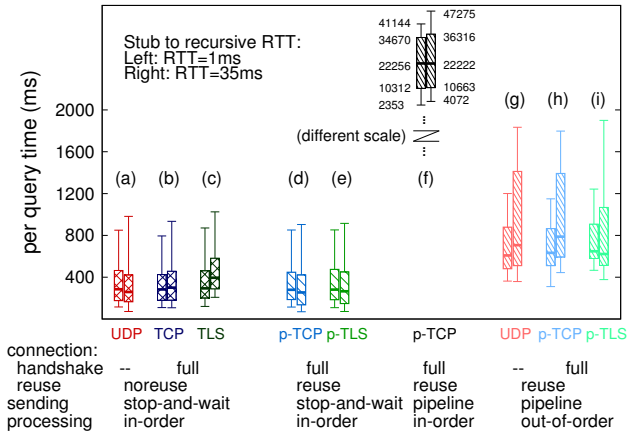 41144 47275
34670 36316
22256 22222
10312 10663
2353 4072
Stub to recursive RTT:
Left: RTT=1ms
Right: RTT=35ms
(different scale)
per query time (ms)
2000
1600
1200
800
400
(a) (b) (c) (d) (e) (f) (g) (h) (i)
UDP TCP TLS p-TCP p-TLS p-TCP UDP p-TCP p-TLS
connection:
handshake -- full full full -- full
reuse noreuse reuse reuse reuse
sending stop-and-wait stop-and-wait pipeline pipeline
processing in-order in-order in-order out-of-order